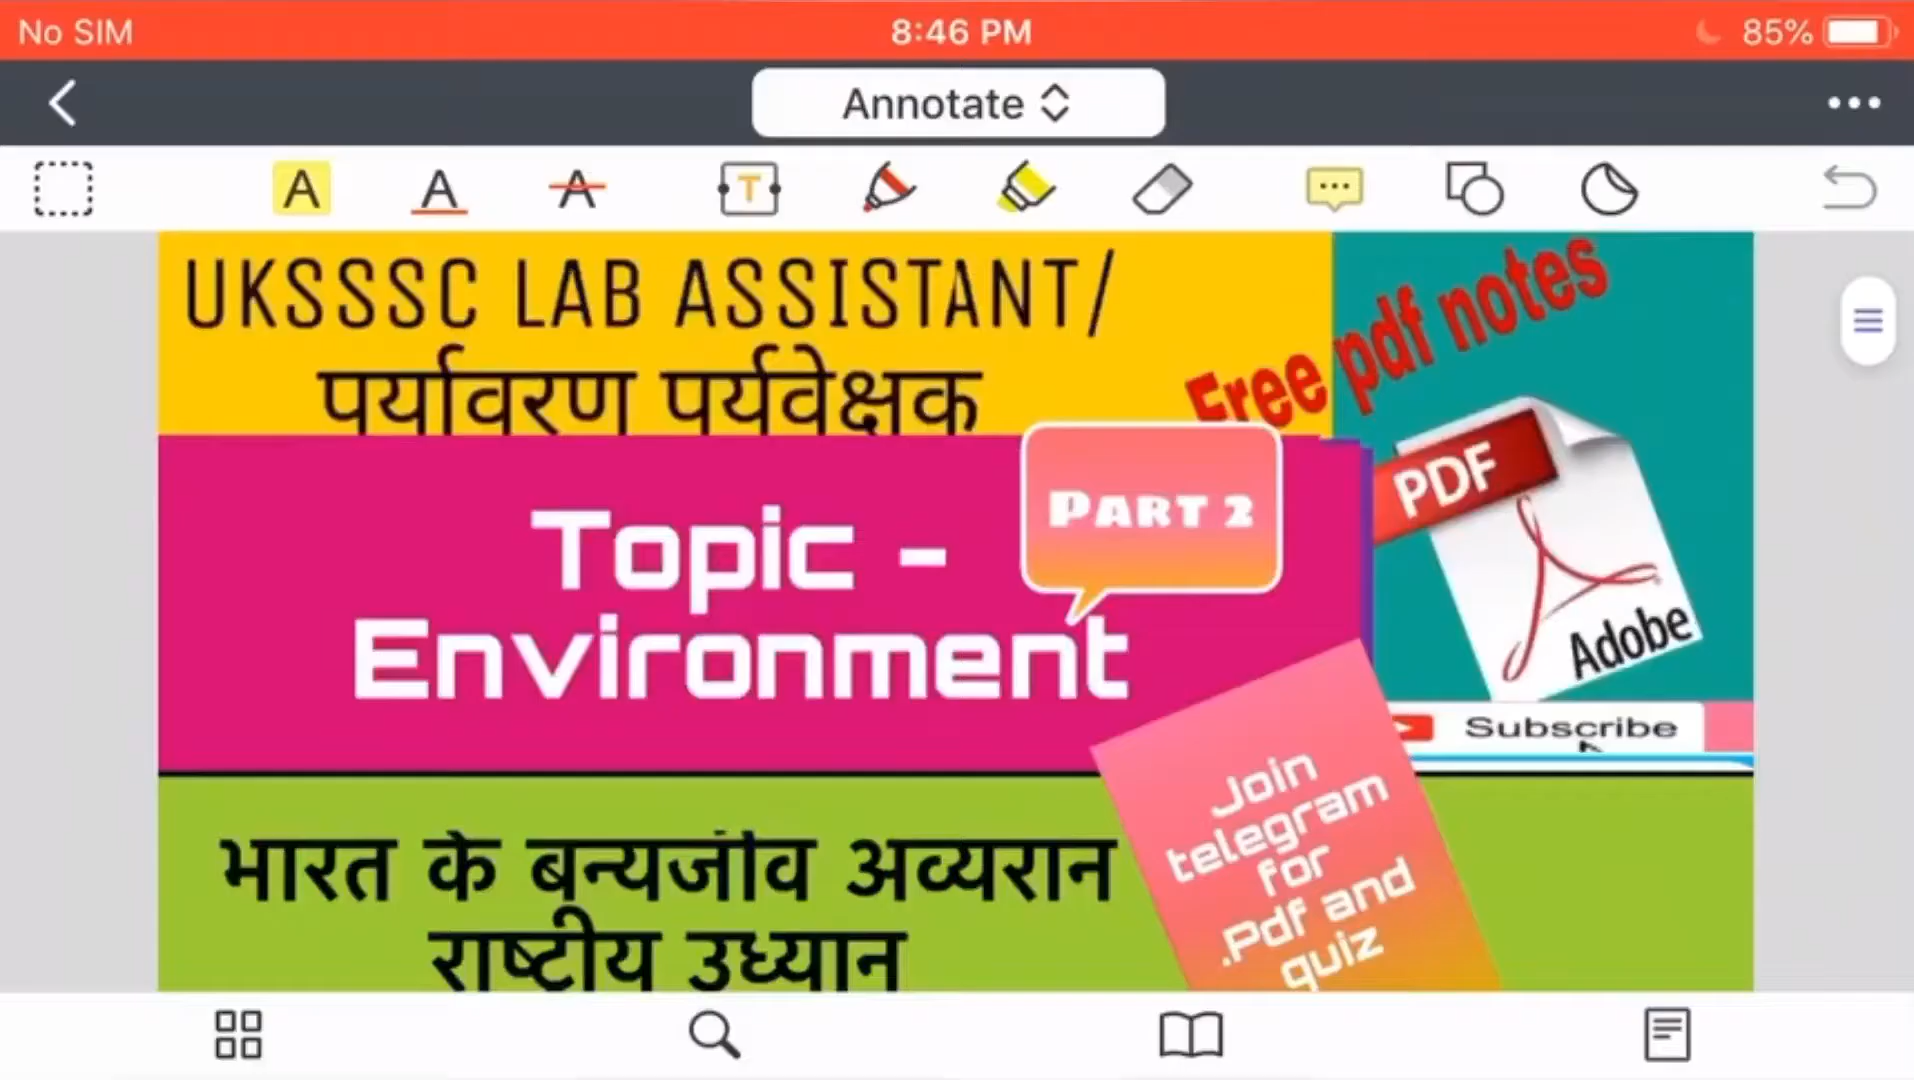 No SIM
8:46 PM
85%
Annotate
A A A T
UKSSSC LAB ASSISTANT/
पर्यावरण पर्यवेक्षक
Free pdf notes
PART 2
PDF
Topic -
Environment
Adobe
Subscribe
Join
telegram
for
.Pdf and
quiz
भारत के बन्यजीव अव्यरान
राष्टीय उध्यान